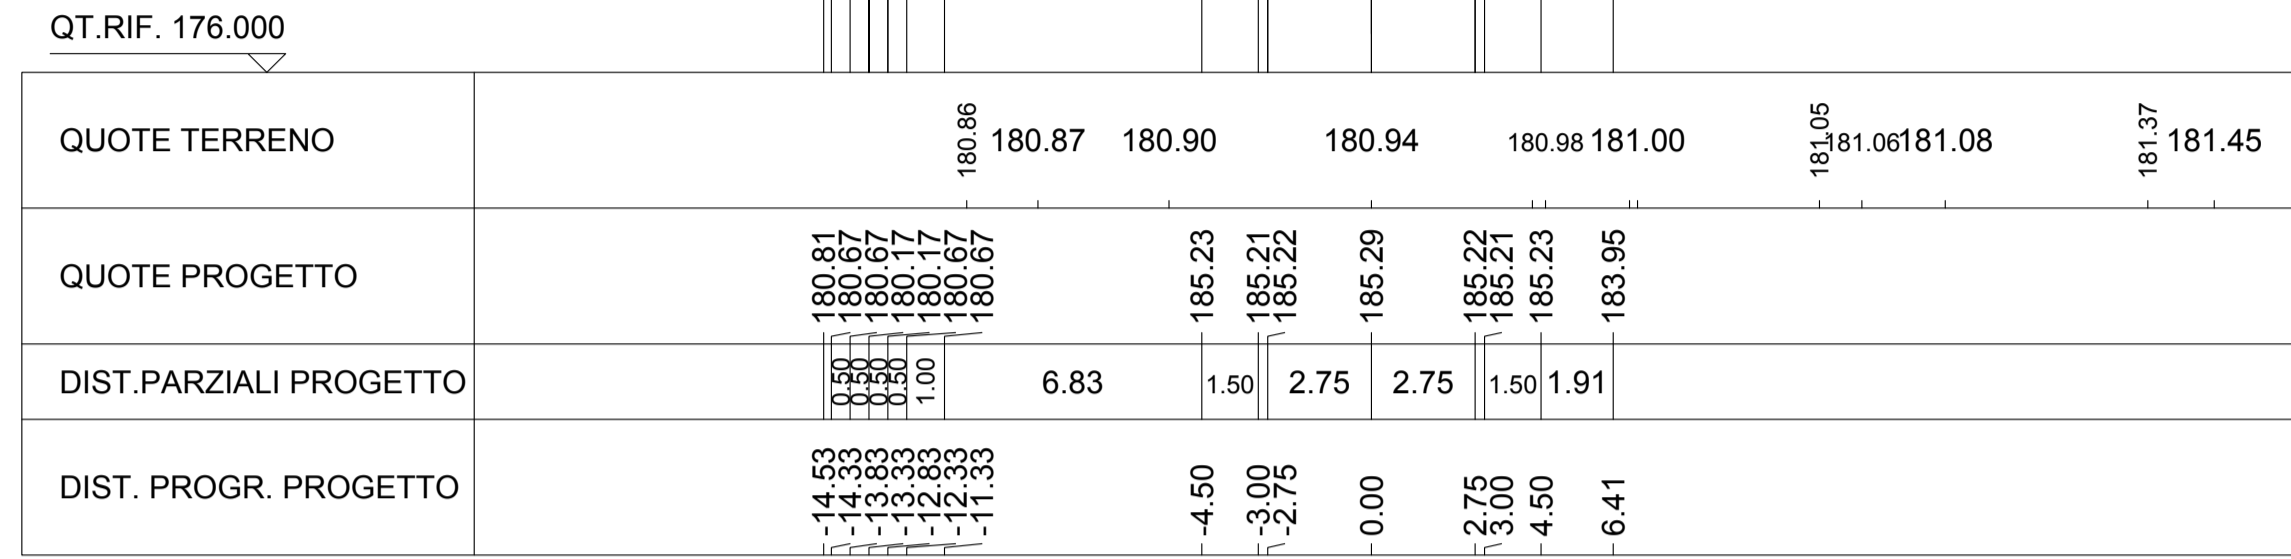 QT.RIF. 176.000
QUOTE TERRENO 180.86 180.87 180.90 180.94 180.98 181.00 181.05 181.06 181.08 181.37 181.45
QUOTE PROGETTO 180.81 180.67 180.67 180.17 180.17 180.67 180.67 185.23 185.21 185.22 185.29 185.22 185.21 185.23 183.95
DIST.PARZIALI PROGETTO 0.50 0.50 0.50 0.50 1.00 6.83 1.50 2.75 2.75 1.50 1.91
DIST. PROGR. PROGETTO -14.53 -14.33 -13.83 -13.33 -12.83 -12.33 -11.33 -4.50 -3.00 -2.75 0.00 2.75 3.00 4.50 6.41